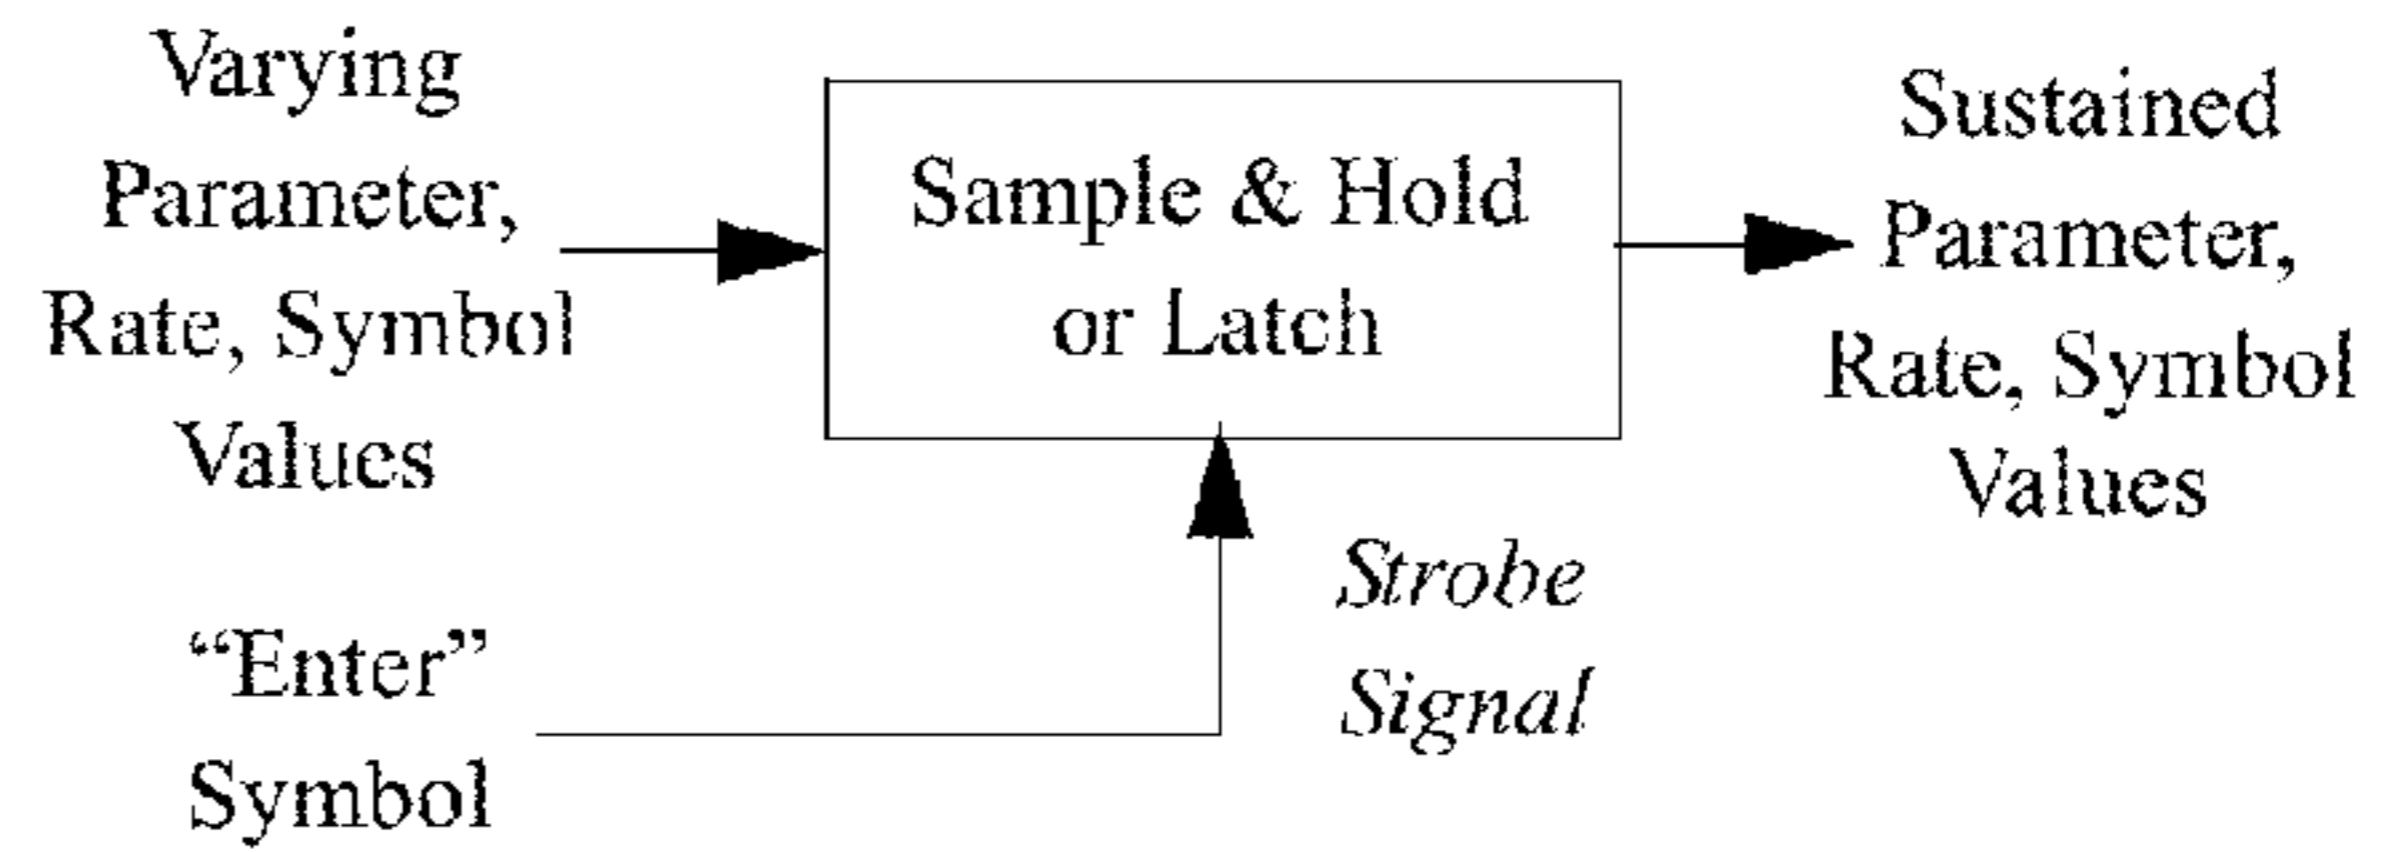 Varying
Parameter,
Rate, Symbol
Values
Sample & Hold
or Latch
Sustained
Parameter,
Rate, Symbol
Values
Strobe
Signal
“Enter”
Symbol